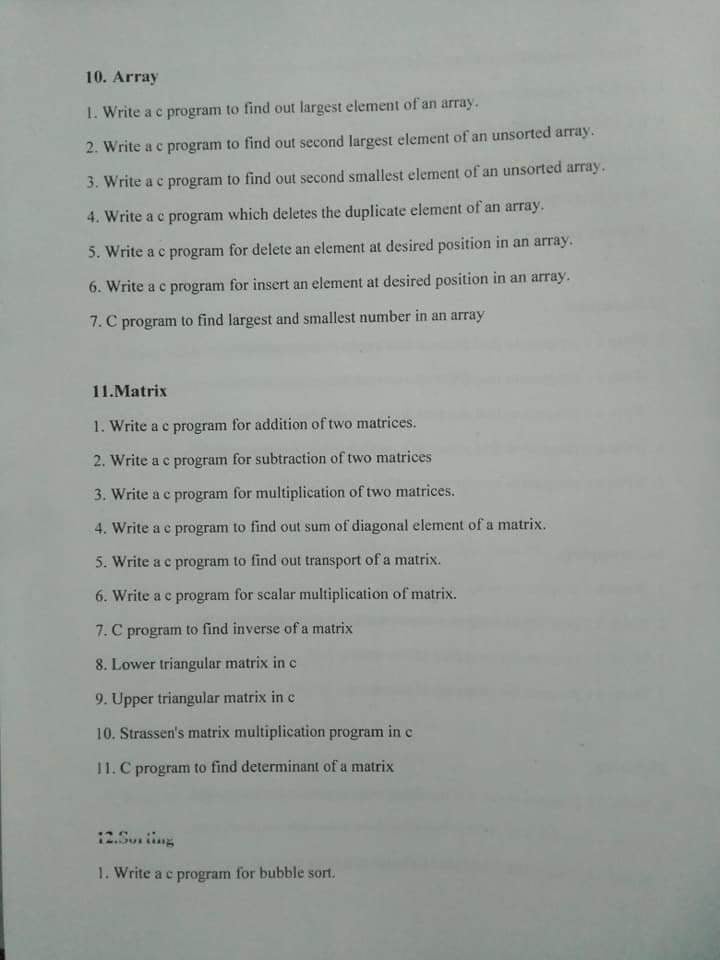 10. Array
1. Write a c program to find out largest element of an array.
2. Write a c program to find out second largest element of an unsorted array.
3. Write a c program to find out second smallest element of an unsorted array.
4. Write a c program which deletes the duplicate element of an array.
5. Write a c program for delete an element at desired position in an array.
6. Write a c program for insert an element at desired position in an array.
7. C program to find largest and smallest number in an array
11.Matrix
1. Write a c program for addition of two matrices.
2. Write a c program for subtraction of two matrices
3. Write a c program for multiplication of two matrices.
4. Write a c program to find out sum of diagonal element of a matrix.
5. Write a c program to find out transport of a matrix.
6. Write a c program for scalar multiplication of matrix.
7. C program to find inverse of a matrix
8. Lower triangular matrix in c
9. Upper triangular matrix in c
10. Strassen's matrix multiplication program in c
11. C program to find determinant of a matrix
12.Sorting
1. Write a c program for bubble sort.